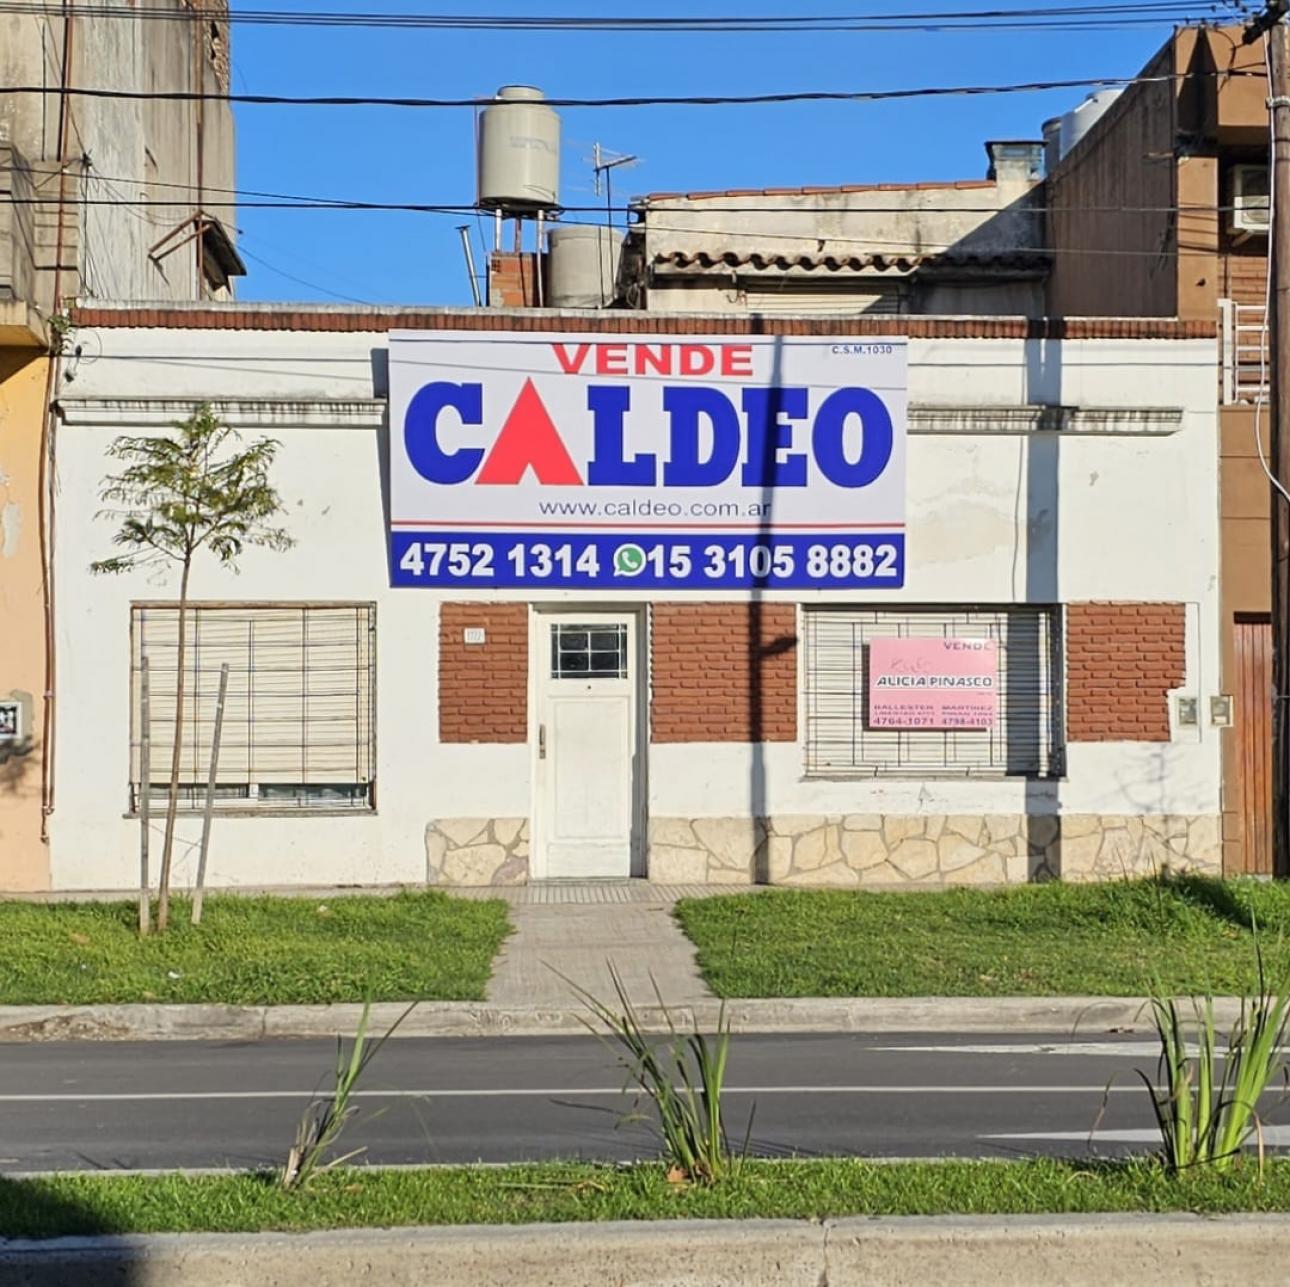 VENDE
C.S.M.1030
CALDEO
www.caldeo.com.ar
4752 1314 15 3105 8882
VENDE
ALICIA PINASCO
BALLESTER MARTINEZ
4764-1071 4798-4103